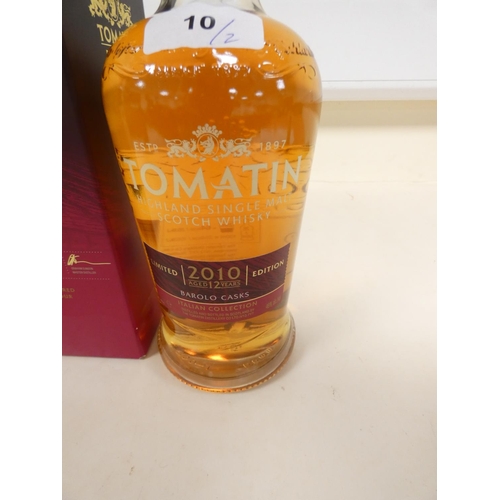 TOMATIN
10/2
ESTD 1897
TOMATIN
HIGHLAND SINGLE MALT
SCOTCH WHISKY
LIMITED 2010 EDITION
AGED 12 YEARS
BAROLO CASKS
ITALIAN COLLECTION